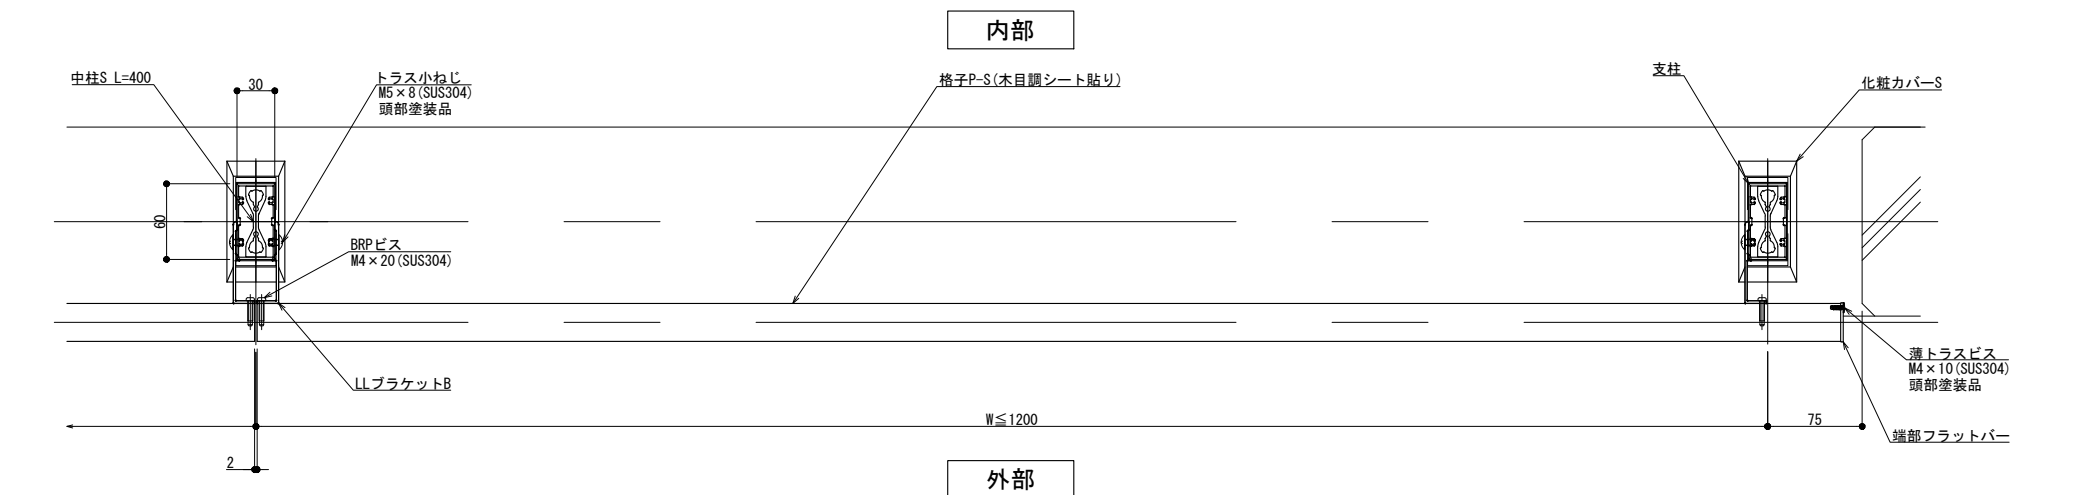 内部
中柱S L=400
30
トラス小ねじ
M5×8(SUS304)
頭部塗装品
格子P-S(木目調シート貼り)
支柱
化粧カバーS
60
BRPビス
M4×20(SUS304)
LLブラケットB
薄トラスビス
M4×10(SUS304)
頭部塗装品
W≦1200
75
端部フラットバー
2
外部